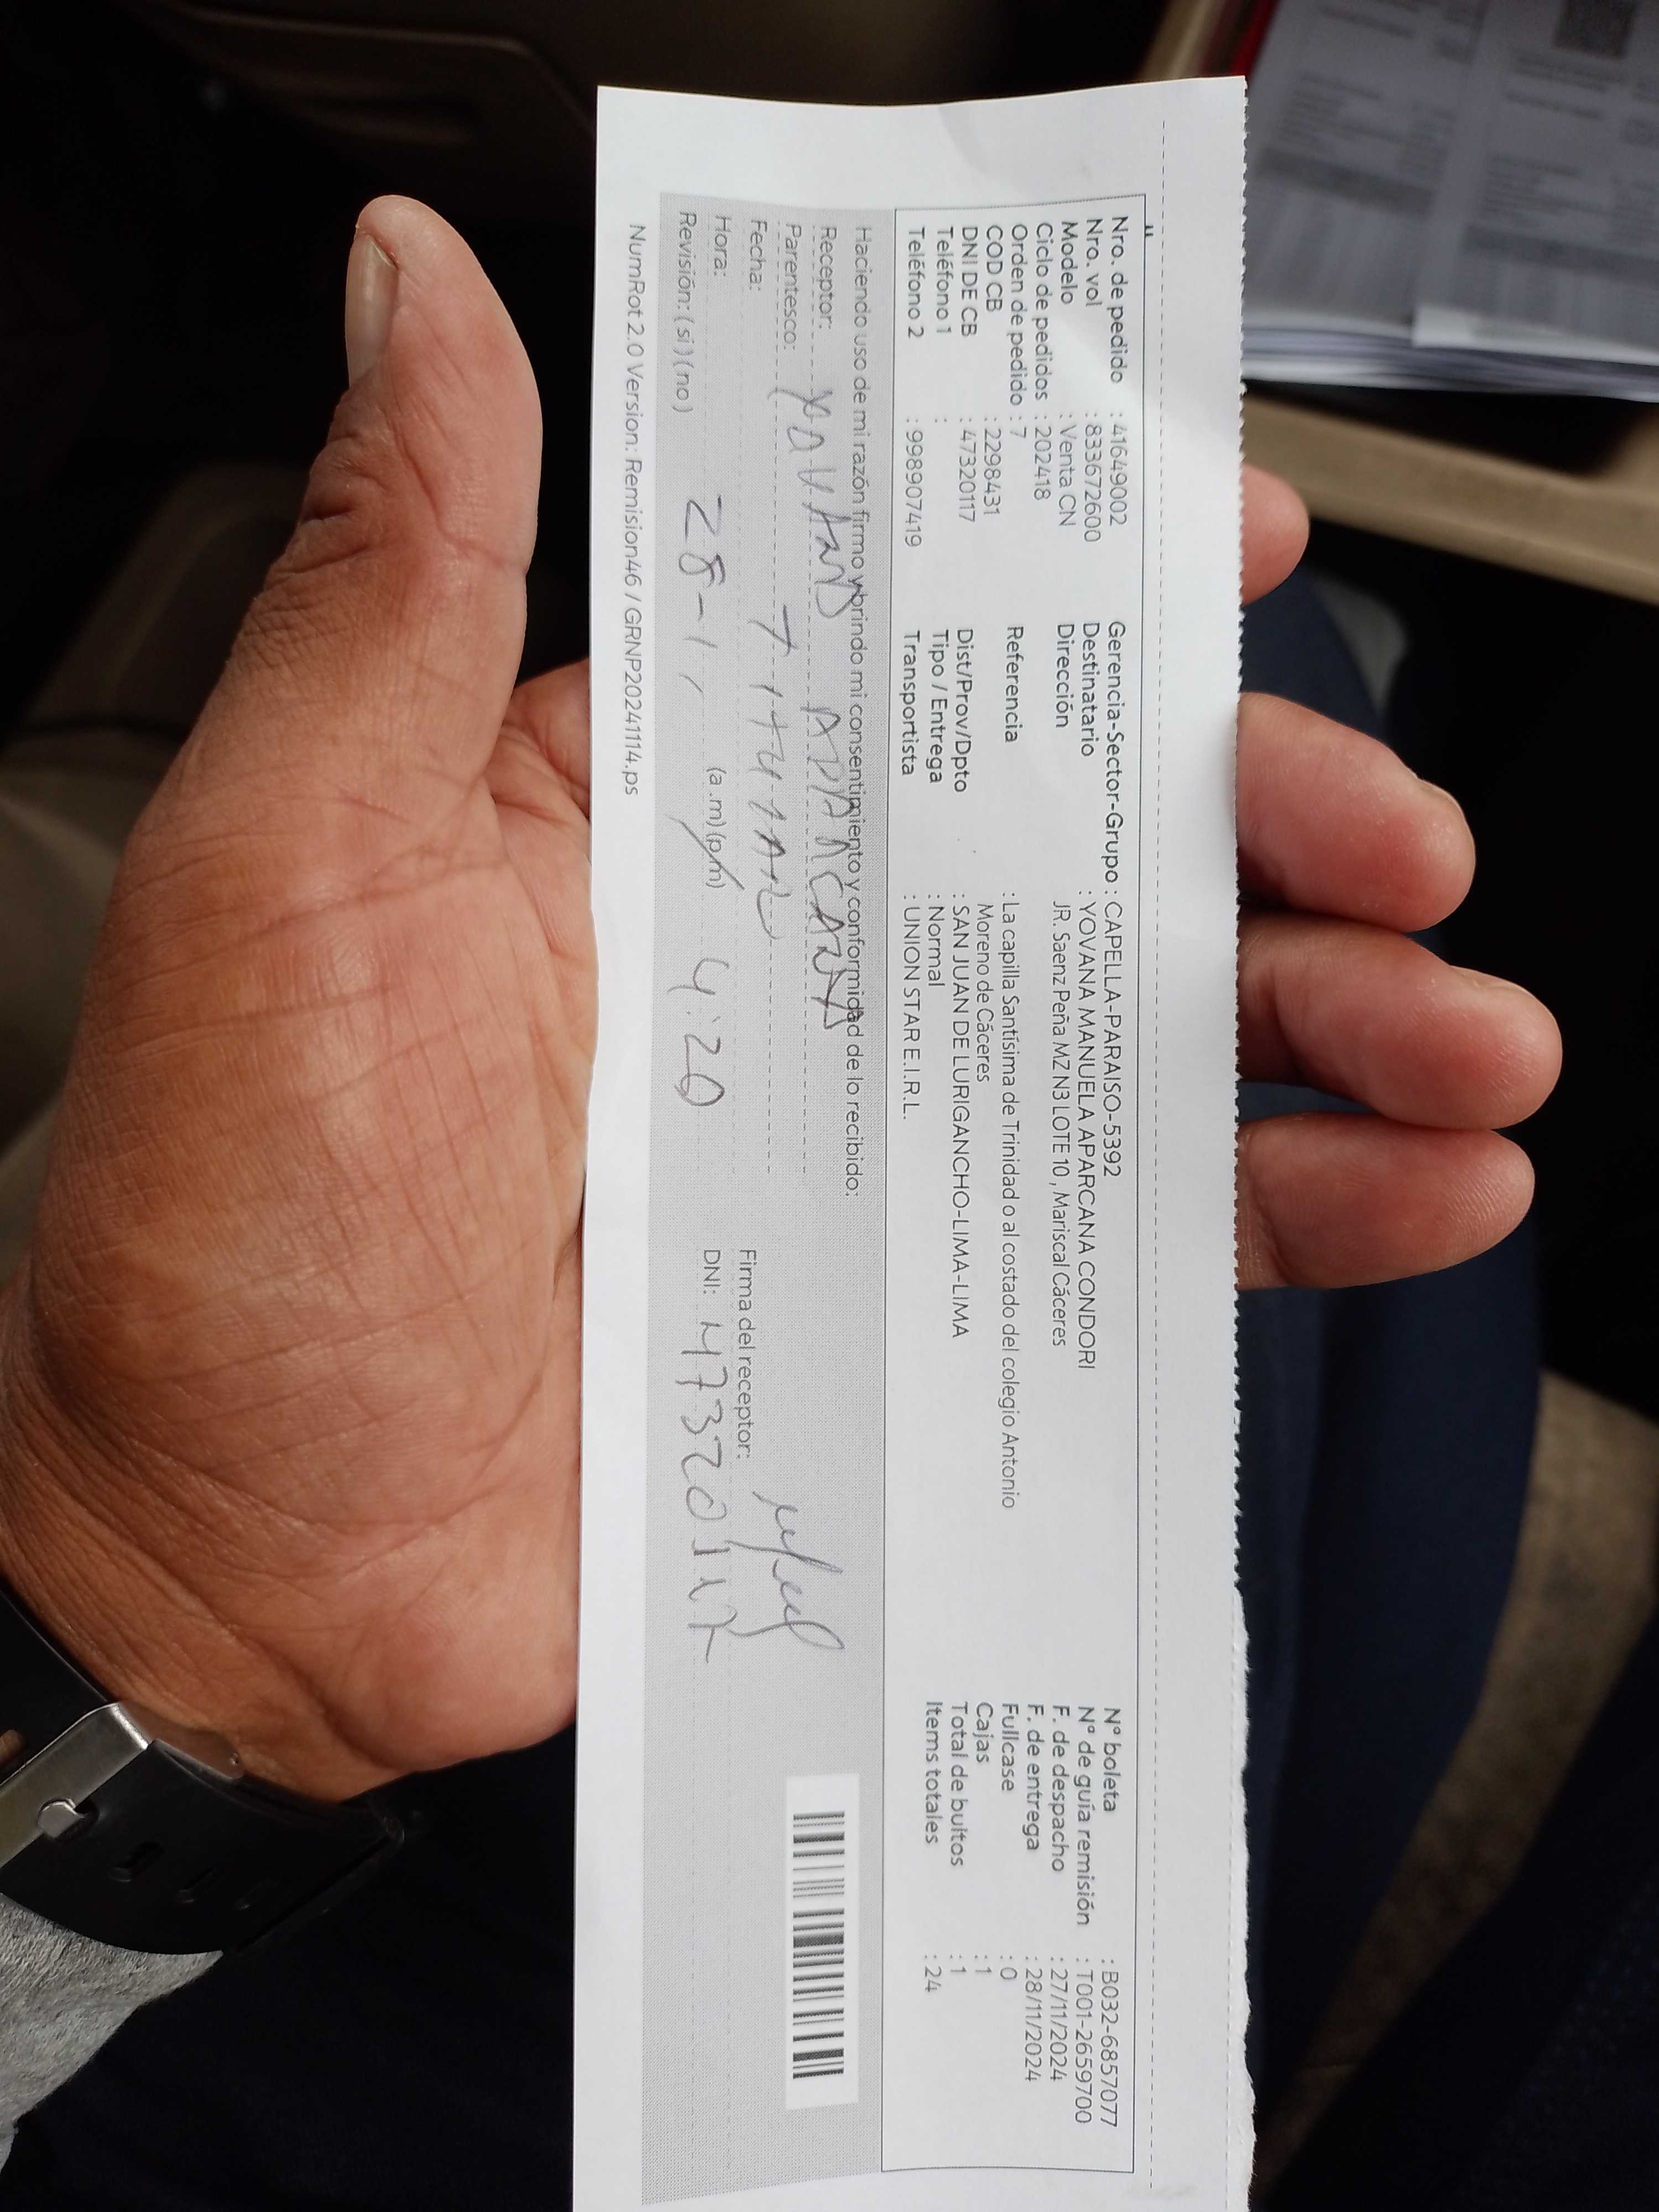 Nro. de pedido : 41649002
Nro. vol : 833672600
Modelo : Venta CN
Ciclo de pedidos : 202418
Orden de pedido : 7
COD CB : 2298431
DNI DE CB : 47320117
Teléfono 1 :
Teléfono 2 : 998907419
Gerencia-Sector-Grupo : CAPELLA-PARAISO-5392
Destinatario : YOVANA MANUELA APARCANA CONDORI
Dirección JR. Saenz Peña MZ N3 LOTE 10 , Mariscal Cáceres
Referencia : La capilla Santísima de Trinidad o al costado del colegio Antonio
Moreno de Cáceres
Dist/Prov/Dpto : SAN JUAN DE LURIGANCHO-LIMA-LIMA
Tipo / Entrega : Normal
Transportista : UNION STAR E.I.R.L.
N° boleta : B032-6857077
N° de guía remisión : T001-2659700
F. de despacho : 27/11/2024
F. de entrega : 28/11/2024
Fullcase : 0
Cajas : 1
Total de bultos : 1
Items totales : 24
Haciendo uso de mi razón firmo y brindo mi consentimiento y conformidad de lo recibido:
Receptor: APARCANA
Parentesco:
Fecha:
Hora: (a .m) (p.m) 4:20
Revisión: ( si ) ( no )
Firma del receptor:
DNI: 47320117
NumRot 2.0 Version: Remision46 / GRNP20241114.ps